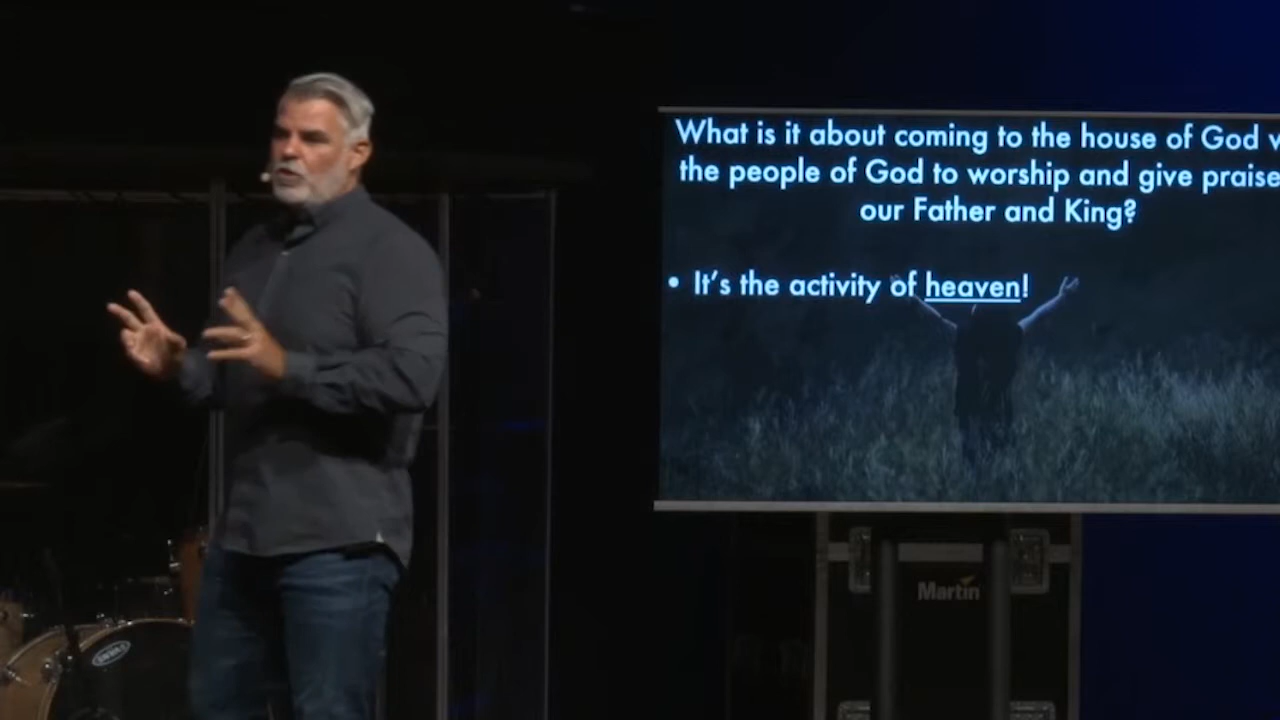 What is it about coming to the house of God
the people of God to worship and give praise
our Father and King?
• It's the activity of heaven!
Martin
EVANS